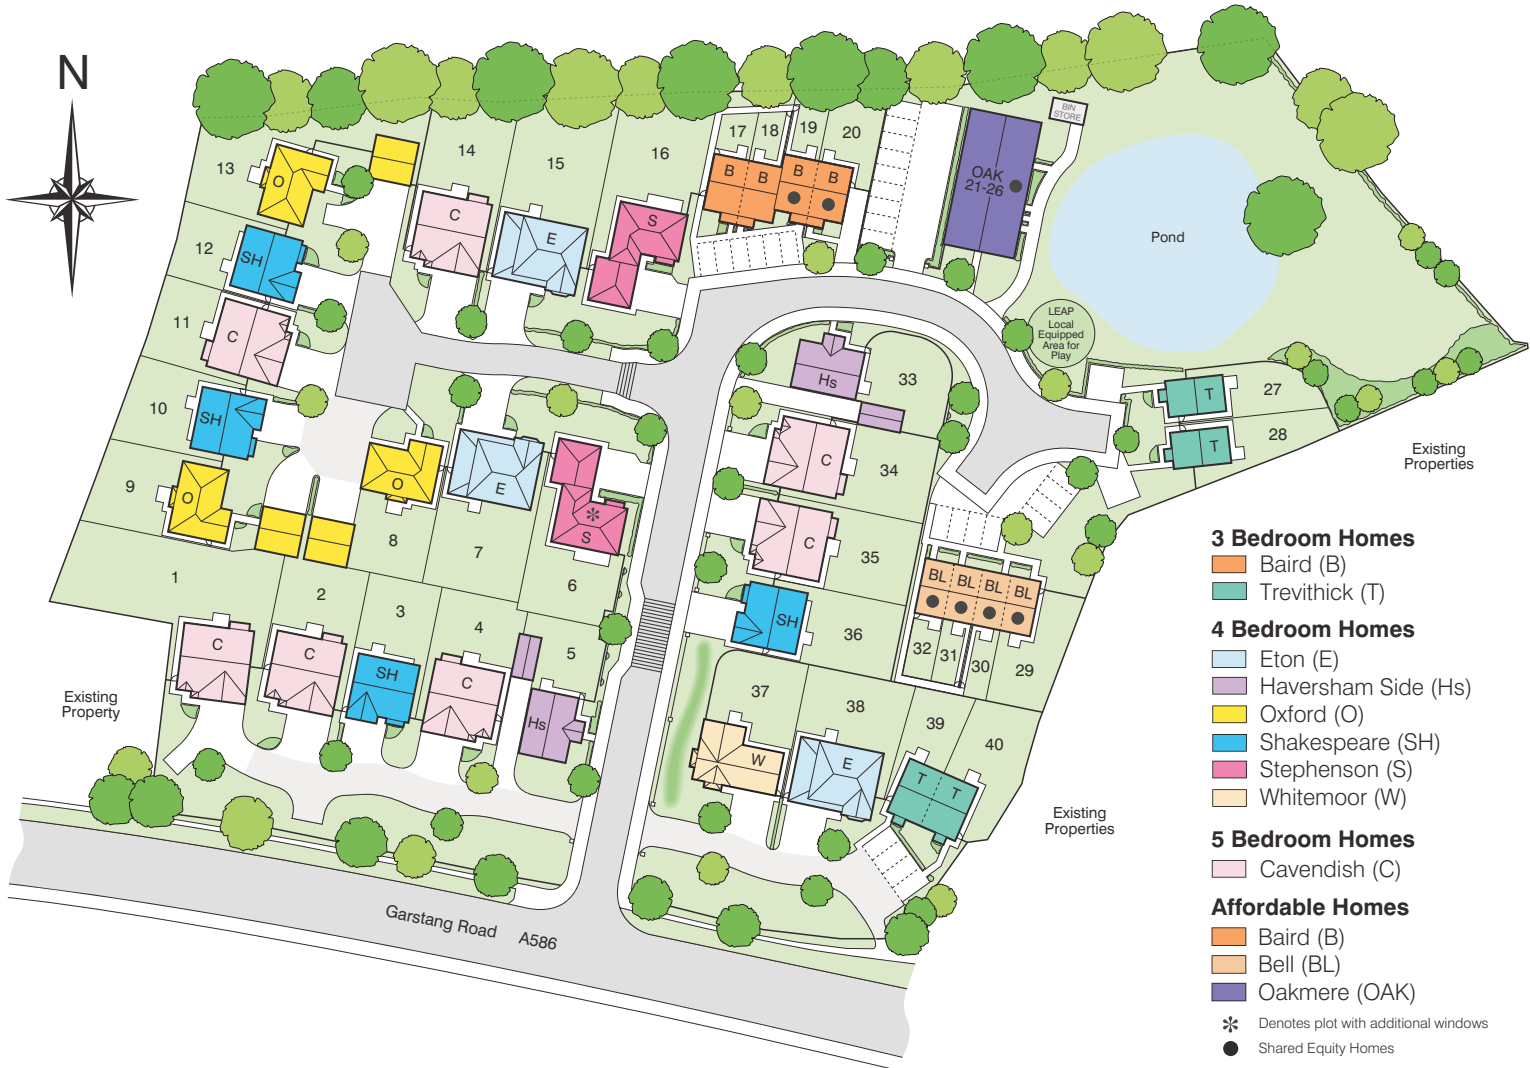 N
13
14
15
16
17
18
19
20
O
C
E
S
B
B
B
B
OAK
21-26
BIN
STORE
Pond
12
SH
11
C
10
SH
9
O
LEAP
Local
Equipped
Area for
Play
Hs
33
T
27
T
28
Existing
Properties
O
E
S
8
7
6
C
34
C
35
SH
36
BL
BL
BL
BL
32
31
30
29
1
2
3
4
5
C
C
SH
C
Hs
37
38
39
40
W
E
T
T
Existing
Property
Existing
Properties
Garstang Road A586
3 Bedroom Homes
Baird (B)
Trevithick (T)
4 Bedroom Homes
Eton (E)
Haversham Side (Hs)
Oxford (O)
Shakespeare (SH)
Stephenson (S)
Whitemoor (W)
5 Bedroom Homes
Cavendish (C)
Affordable Homes
Baird (B)
Bell (BL)
Oakmere (OAK)
Denotes plot with additional windows
Shared Equity Homes